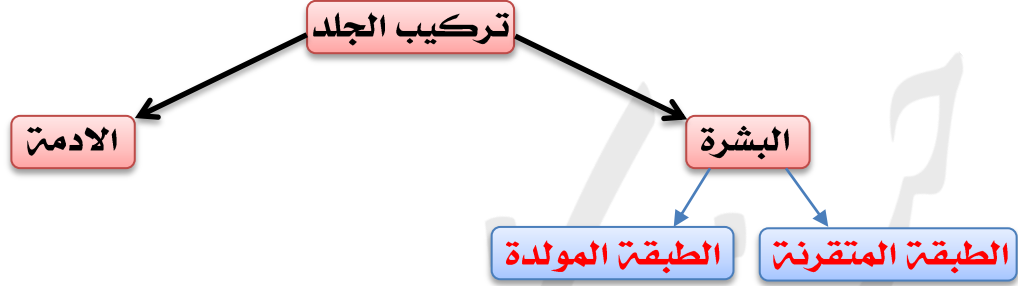 تركيب الجلد
البشرة
الادمة
الطبقة المتقرنة
الطبقة المولدة